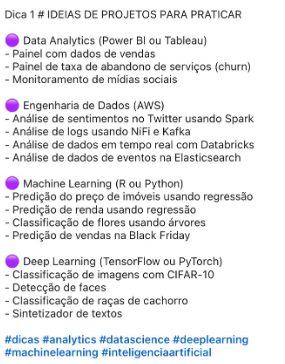 Dica 1 # IDEIAS DE PROJETOS PARA PRATICAR
Data Analytics (Power BI ou Tableau)
- Painel com dados de vendas
- Painel de taxa de abandono de serviços (churn)
- Monitoramento de mídias sociais
Engenharia de Dados (AWS)
- Análise de sentimentos no Twitter usando Spark
- Análise de logs usando NiFi e Kafka
- Análise de dados em tempo real com Databricks
- Análise de dados de eventos na Elasticsearch
Machine Learning (R ou Python)
- Predição do preço de imóveis usando regressão
- Predição de renda usando regressão
- Classificação de flores usando árvores
- Predição de vendas na Black Friday
Deep Learning (TensorFlow ou PyTorch)
- Classificação de imagens com CIFAR-10
- Detecção de faces
- Classificação de raças de cachorro
- Sintetizador de textos
#dicas #analytics #datascience #deeplearning
#machinelearning #inteligenciaartificial